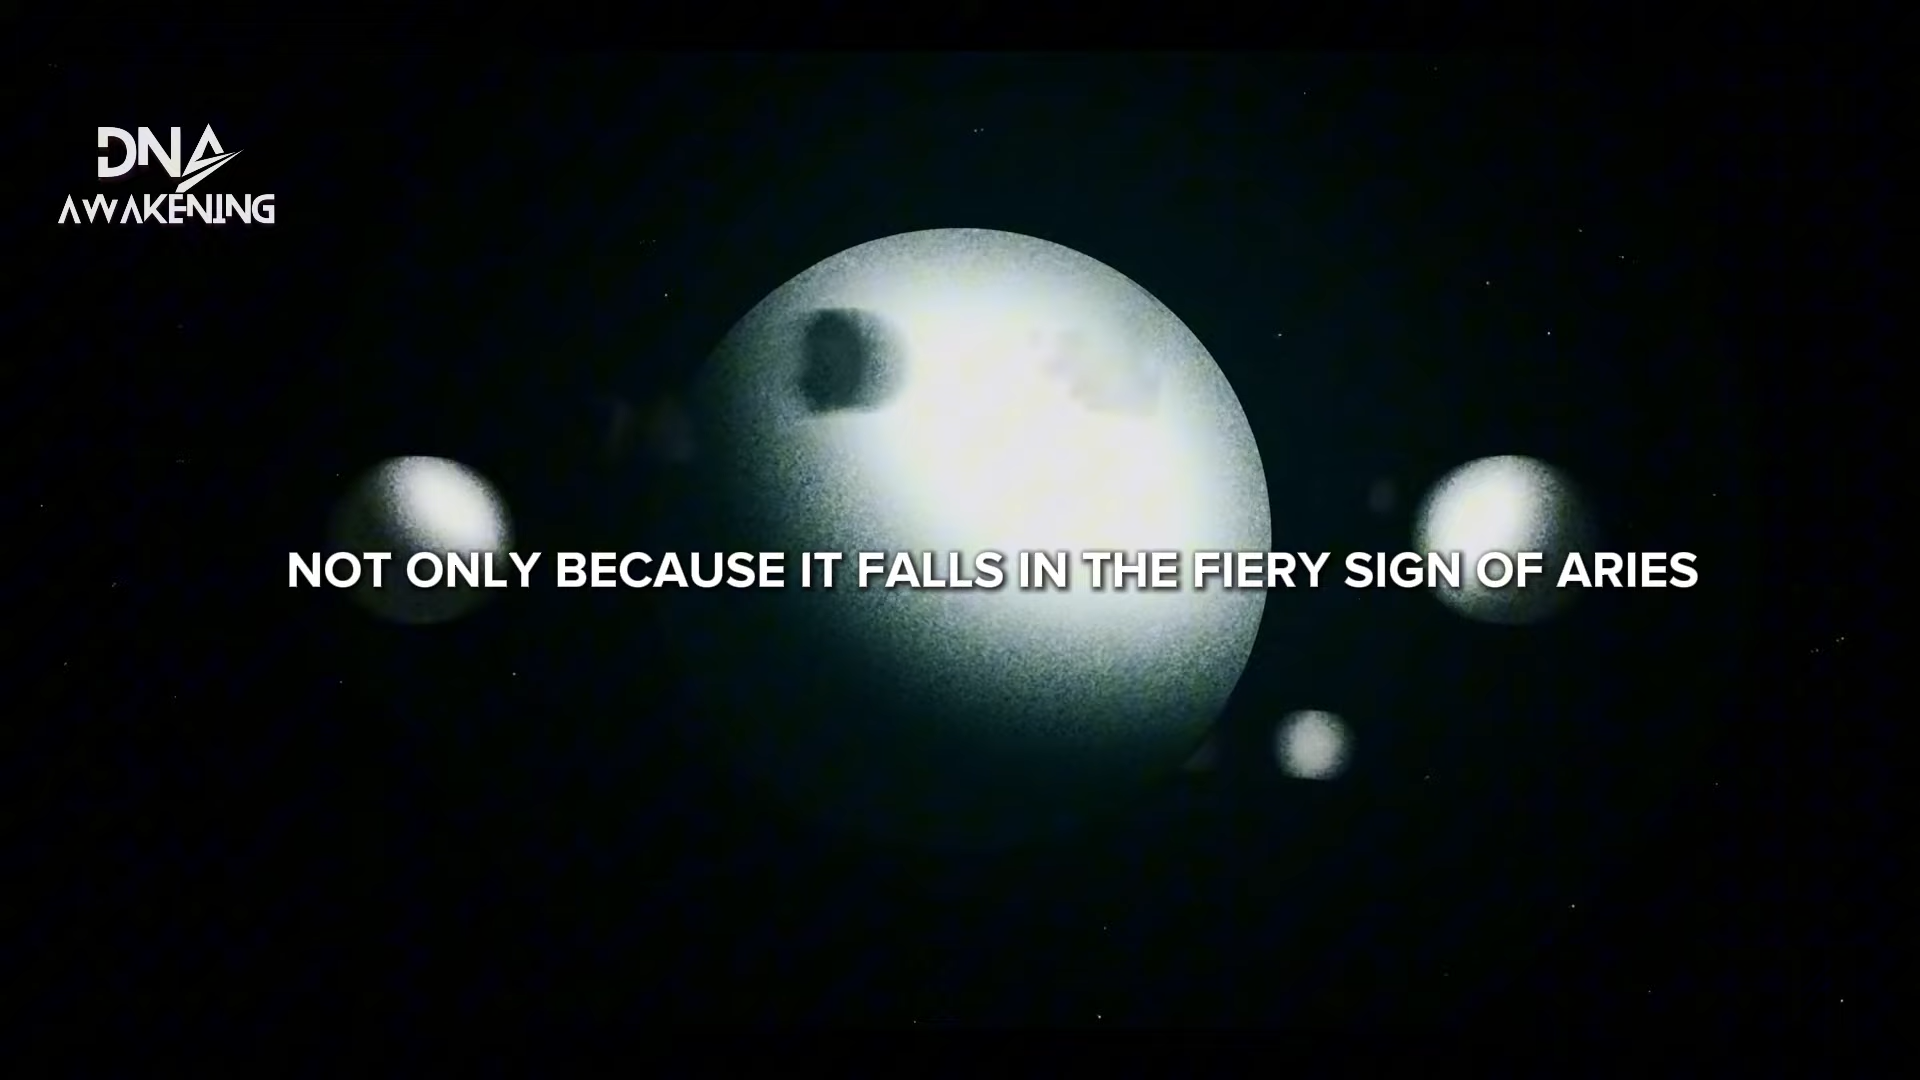 DNA
AWAKENING
NOT ONLY BECAUSE IT FALLS IN THE FIERY SIGN OF ARIES